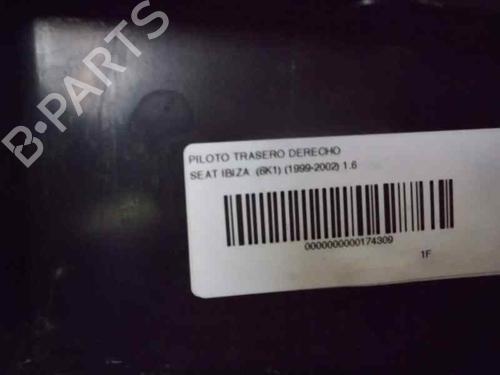 B-PARTS
PILOTO TRASERO DERECHO
SEAT IBIZA (6K1) (1999-2002) 1.6
0000000000174309
1F